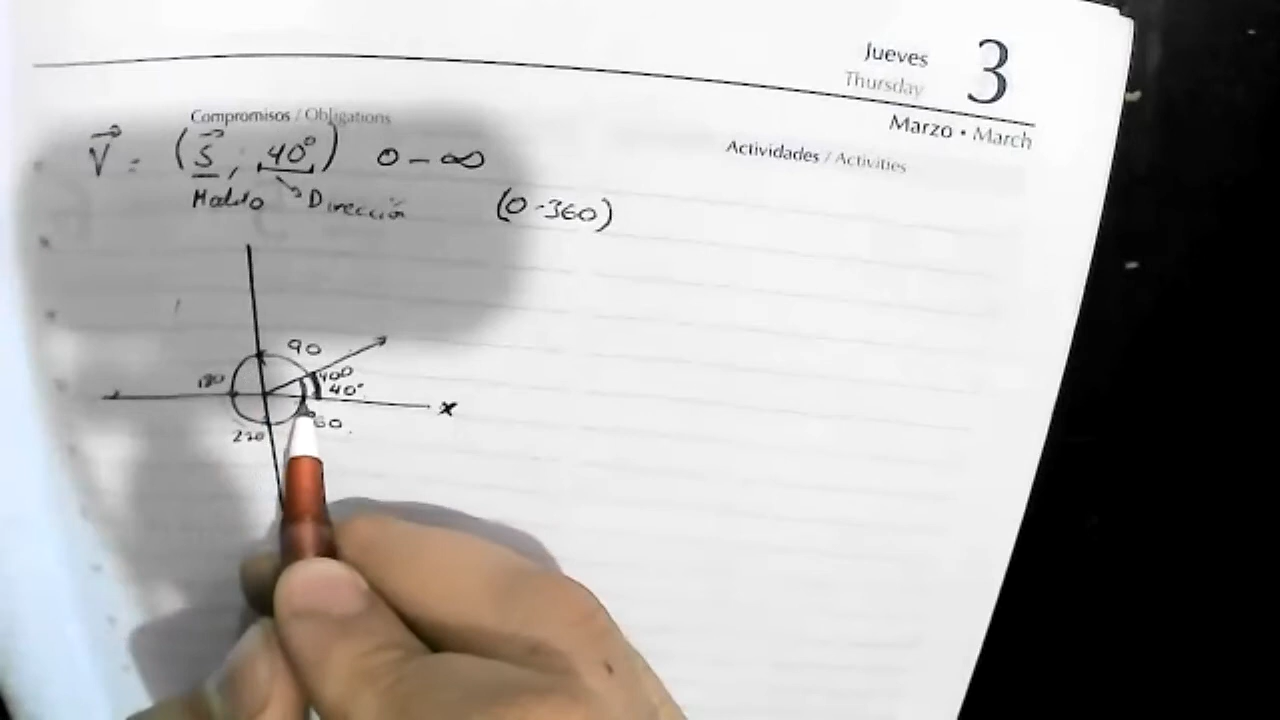 Jueves 3
Thursday
Marzo • March
Compromisos / Obligations
Actividades / Activities
V = (5, 40°) 0 - ∞
Modulo Dirección (0-360)
90
180 400
40°
x
270